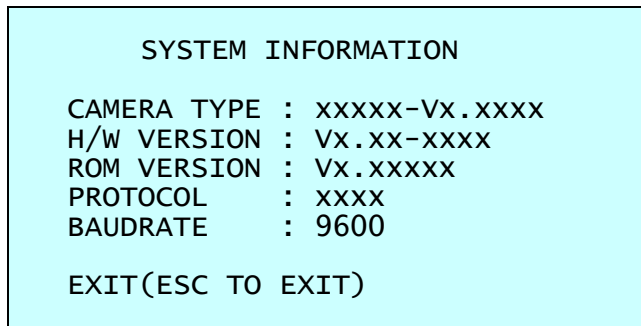 SYSTEM INFORMATION
CAMERA TYPE : xxxxx-Vx.xxxx
H/W VERSION : Vx.xx-xxxx
ROM VERSION : Vx.xxxxx
PROTOCOL : xxxx
BAUDRATE : 9600
EXIT(ESC TO EXIT)